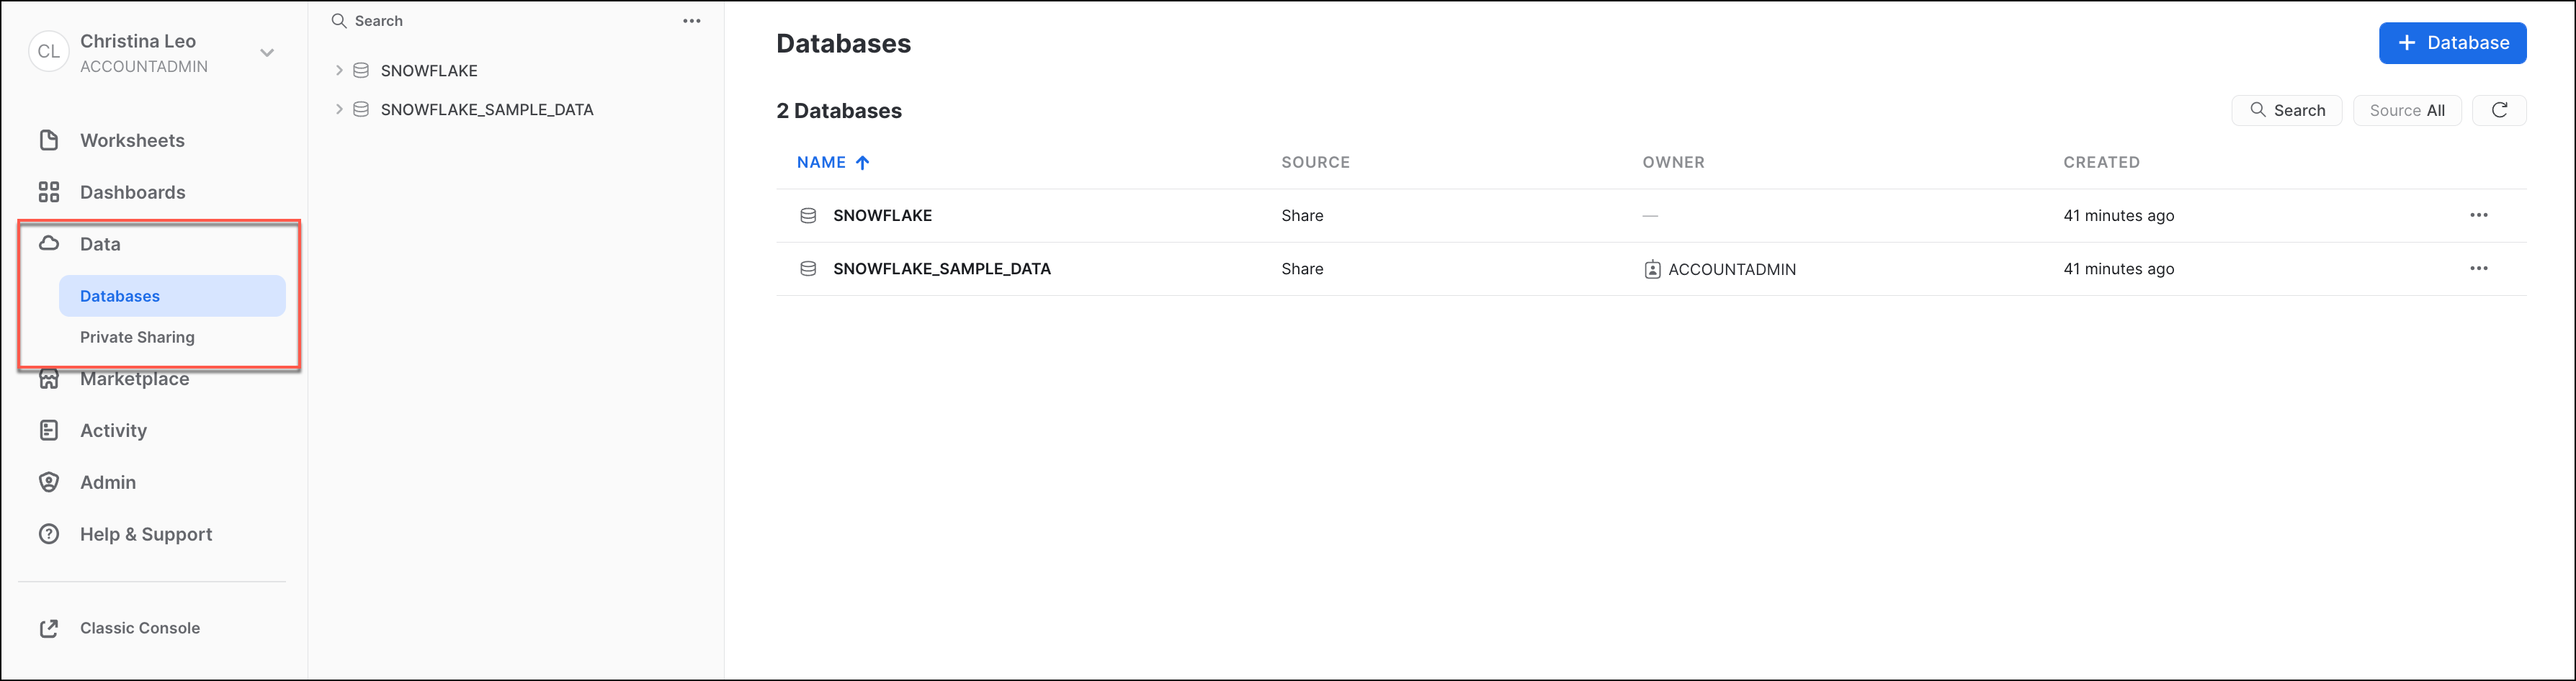 CL
Christina Leo
ACCOUNTADMIN
Worksheets
Dashboards
Data
Databases
Private Sharing
Marketplace
Activity
Admin
Help & Support
Classic Console
Search
SNOWFLAKE
SNOWFLAKE_SAMPLE_DATA
Databases
+ Database
2 Databases
Search
Source All
NAME SOURCE OWNER CREATED
SNOWFLAKE Share — 41 minutes ago
SNOWFLAKE_SAMPLE_DATA Share ACCOUNTADMIN 41 minutes ago